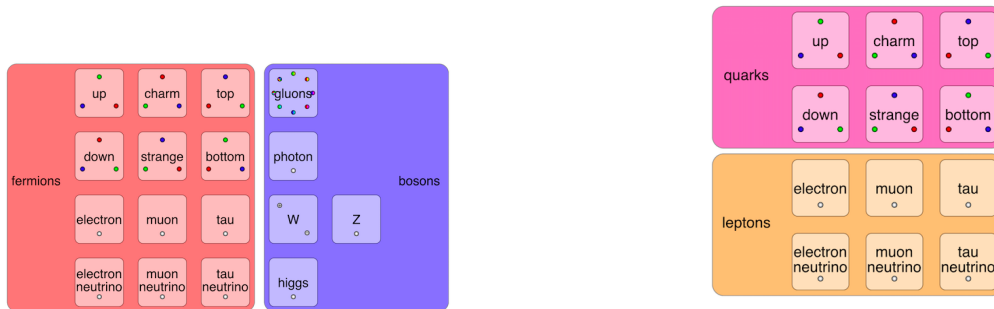 up
charm
top
gluons
down
strange
bottom
photon
fermions
bosons
electron
muon
tau
W
Z
electron
neutrino
muon
neutrino
tau
neutrino
higgs
up
charm
top
quarks
down
strange
bottom
electron
muon
tau
leptons
electron
neutrino
muon
neutrino
tau
neutrino